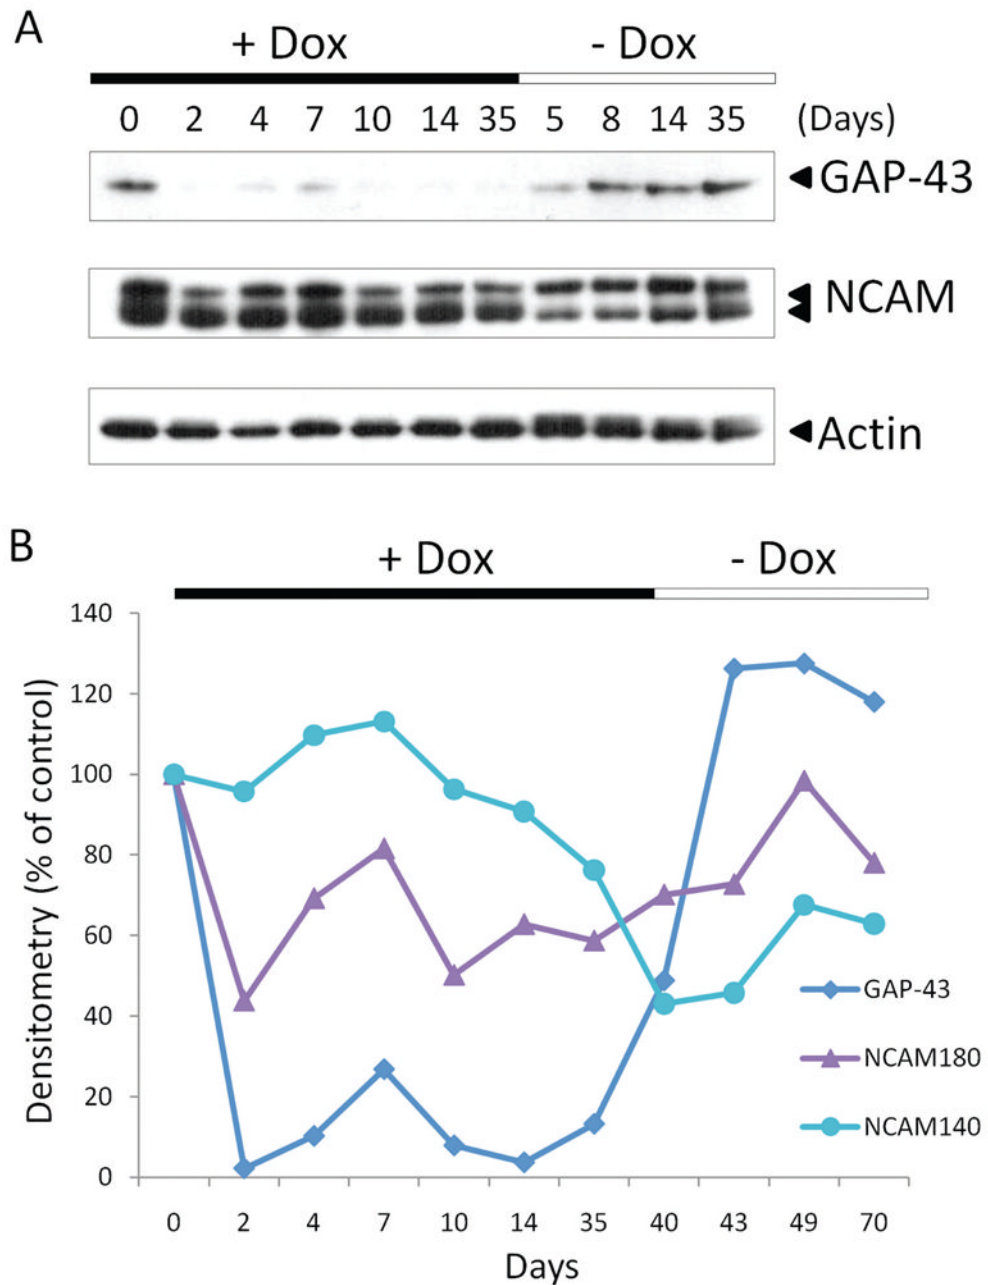 A
+ Dox - Dox
0 2 4 7 10 14 35 5 8 14 35 (Days)
GAP-43
NCAM
Actin
B
+ Dox - Dox
140
120
100
80
60
40
20
0
Densitometry (% of control)
GAP-43
NCAM180
NCAM140
0 2 4 7 10 14 35 40 43 49 70
Days